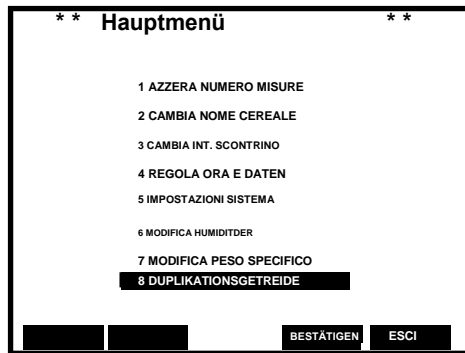 ** Hauptmenü **
1 AZZERA NUMERO MISURE
2 CAMBIA NOME CEREALE
3 CAMBIA INT. SCONTRINO
4 REGOLA ORA E DATEN
5 IMPOSTAZIONI SISTEMA
6 MODIFICA HUMIDITDER
7 MODIFICA PESO SPECIFICO
8 DUPLIKATIONSGETREIDE
BESTÄTIGEN ESCI